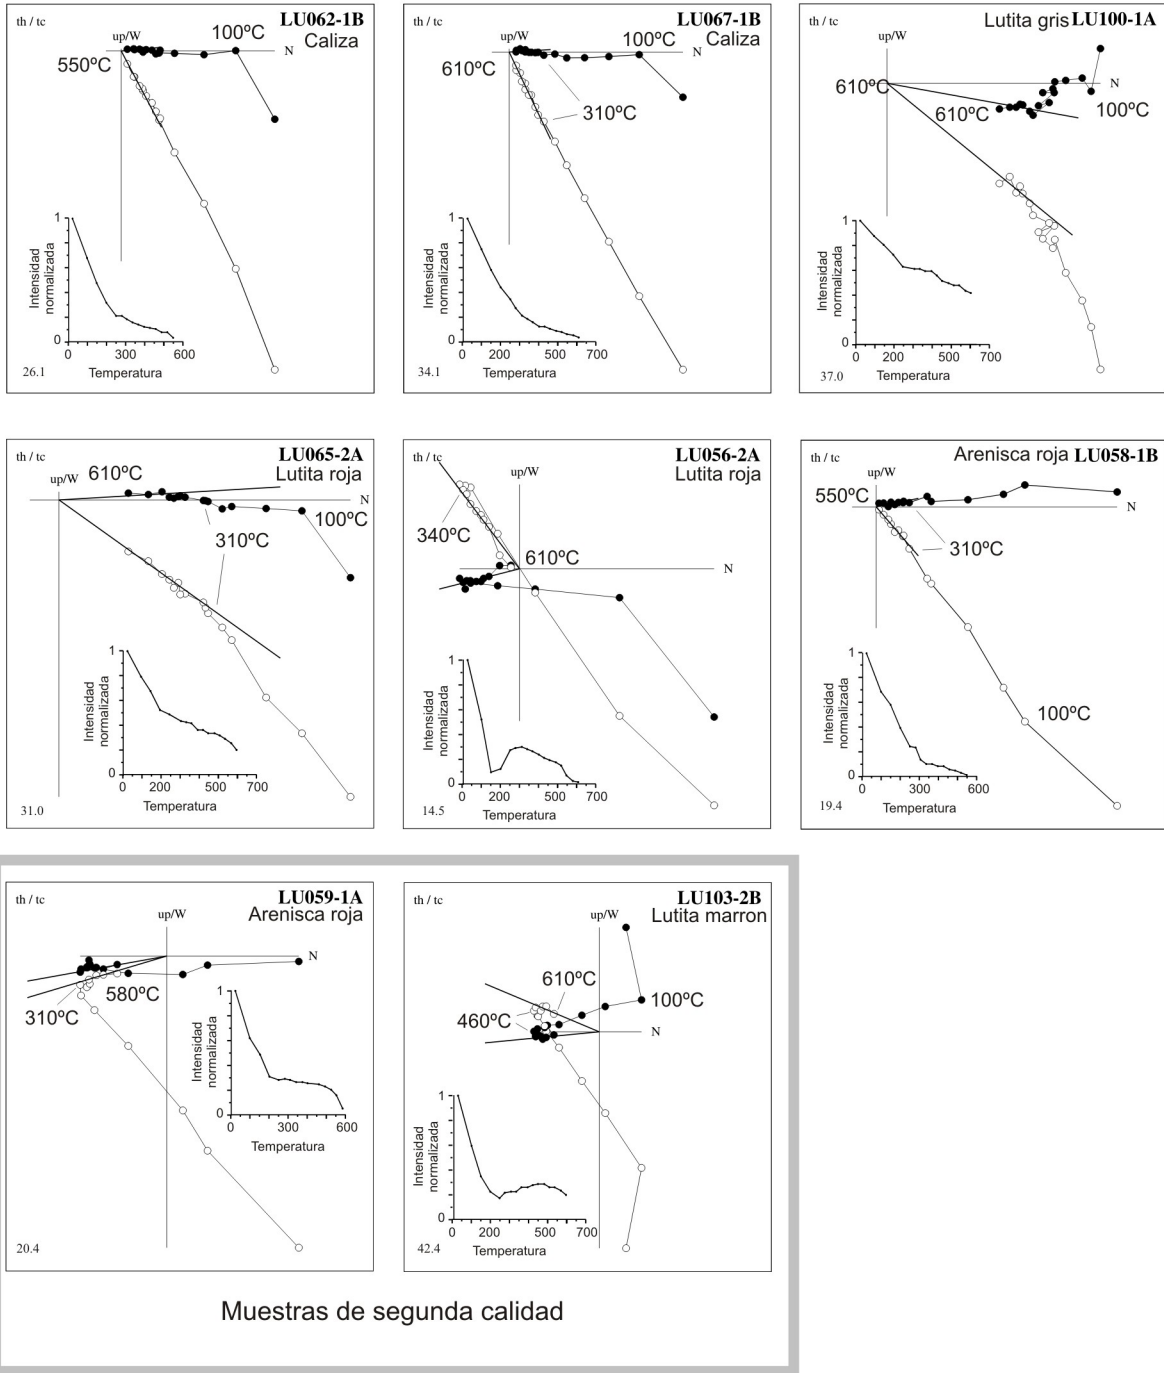 th / tc
LU062-1B
Caliza
up/W
100ºC
N
550ºC
Intensidad
normalizada
1
0
0 300 600
Temperatura
26.1
th / tc
LU067-1B
Caliza
up/W
100ºC
N
610ºC
310ºC
Intensidad
normalizada
1
0
0 200 500 700
Temperatura
34.1
th / tc
Lutita gris LU100-1A
up/W
N
610ºC
610ºC
100ºC
Intensidad
normalizada
1
0
0 200 500 700
Temperatura
37.0
th / tc
LU065-2A
Lutita roja
up/W
610ºC
N
100ºC
310ºC
Intensidad
normalizada
1
0
0 200 500 700
Temperatura
31.0
th / tc
LU056-2A
Lutita roja
up/W
340ºC
610ºC
N
Intensidad
normalizada
1
0
0 200 500 700
Temperatura
14.5
th / tc
Arenisca roja LU058-1B
up/W
550ºC
N
310ºC
100ºC
Intensidad
normalizada
1
0
0 300 600
Temperatura
19.4
th / tc
LU059-1A
Arenisca roja
up/W
N
580ºC
310ºC
Intensidad
normalizada
1
0
0 300 600
Temperatura
20.4
th / tc
LU103-2B
Lutita marron
up/W
610ºC
100ºC
460ºC
N
Intensidad
normalizada
1
0
0 200 500 700
Temperatura
42.4
Muestras de segunda calidad